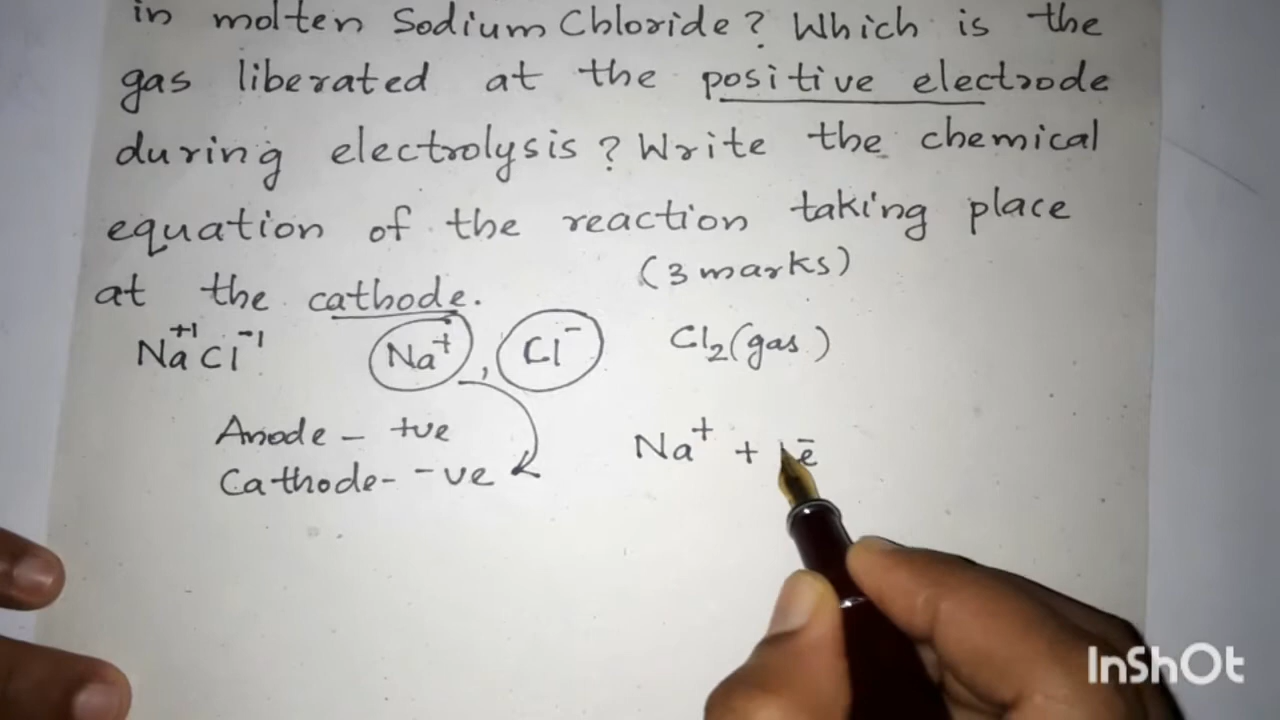 in molten Sodium Chloride? Which is the
gas liberated at the positive electrode
during electrolysis? Write the chemical
equation of the reaction taking place
at the cathode. (3 marks)
Na⁺¹Cl⁻¹ Na⁺, Cl⁻ Cl₂(gas)
Anode - +ve
Cathode- -ve Na⁺ + 1e⁻
InShOt